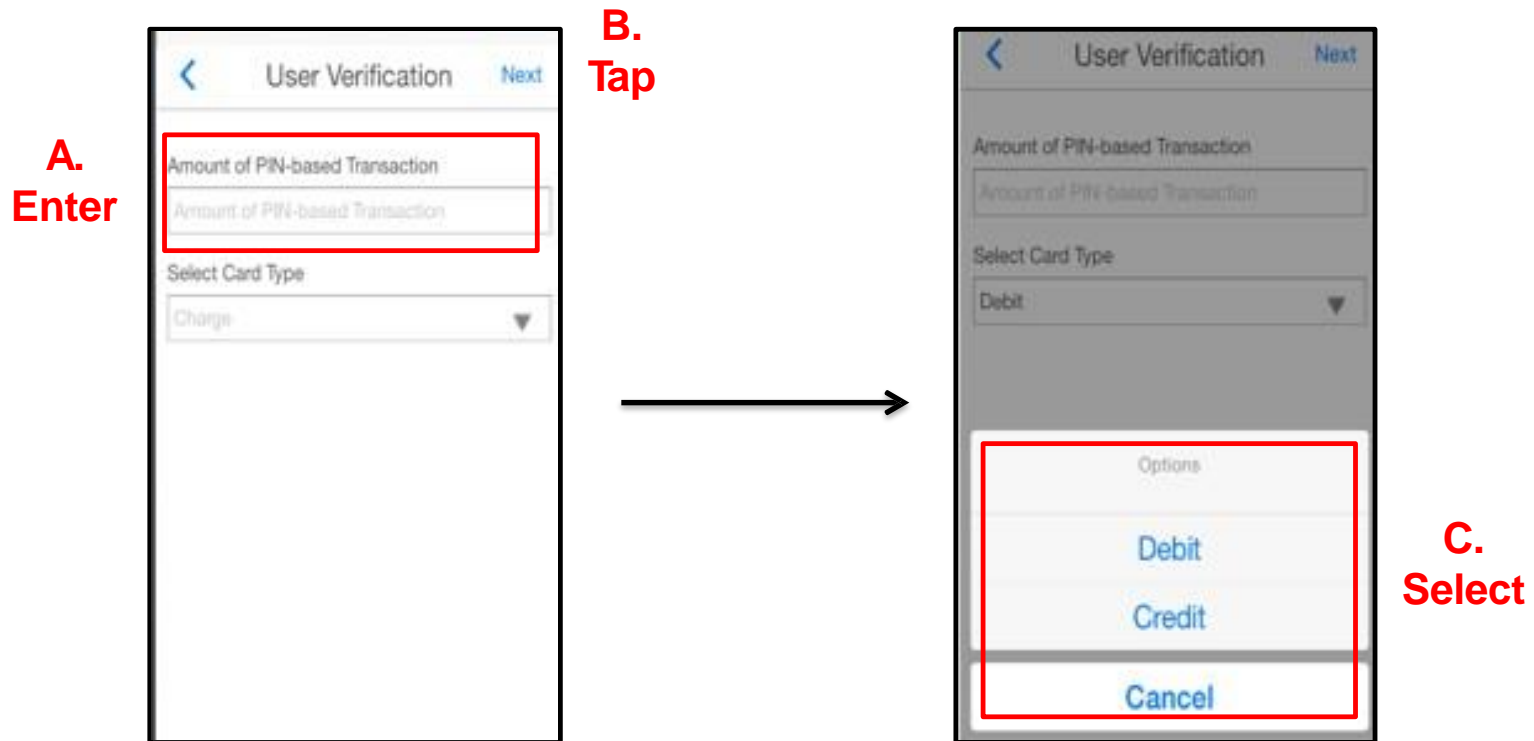 A.
Enter
User Verification Next
Amount of PIN-based Transaction
Amount of PIN-based Transaction
Select Card Type
Charge
B.
Tap
User Verification Next
Amount of PIN-based Transaction
Amount of PIN-based Transaction
Select Card Type
Debit
Options
Debit
Credit
Cancel
C.
Select